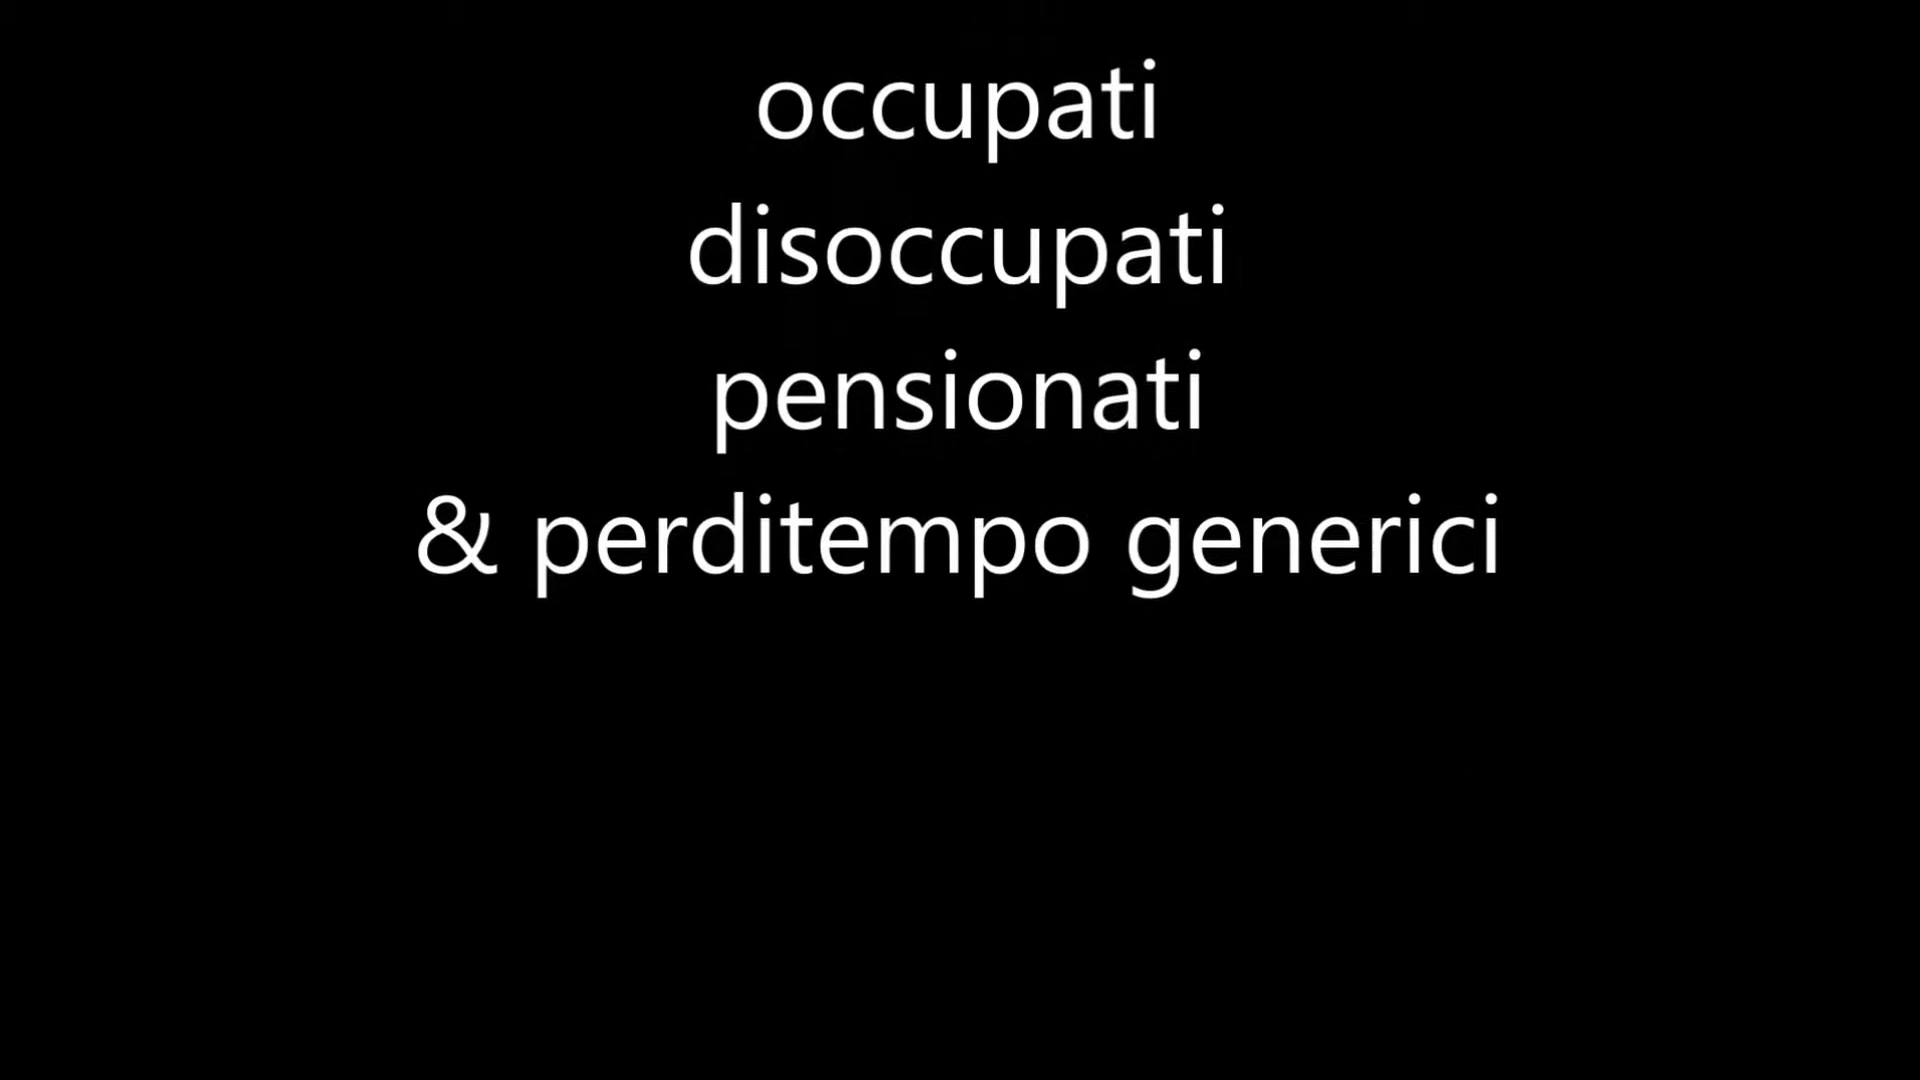 occupati
disoccupati
pensionati
& perditempo generici